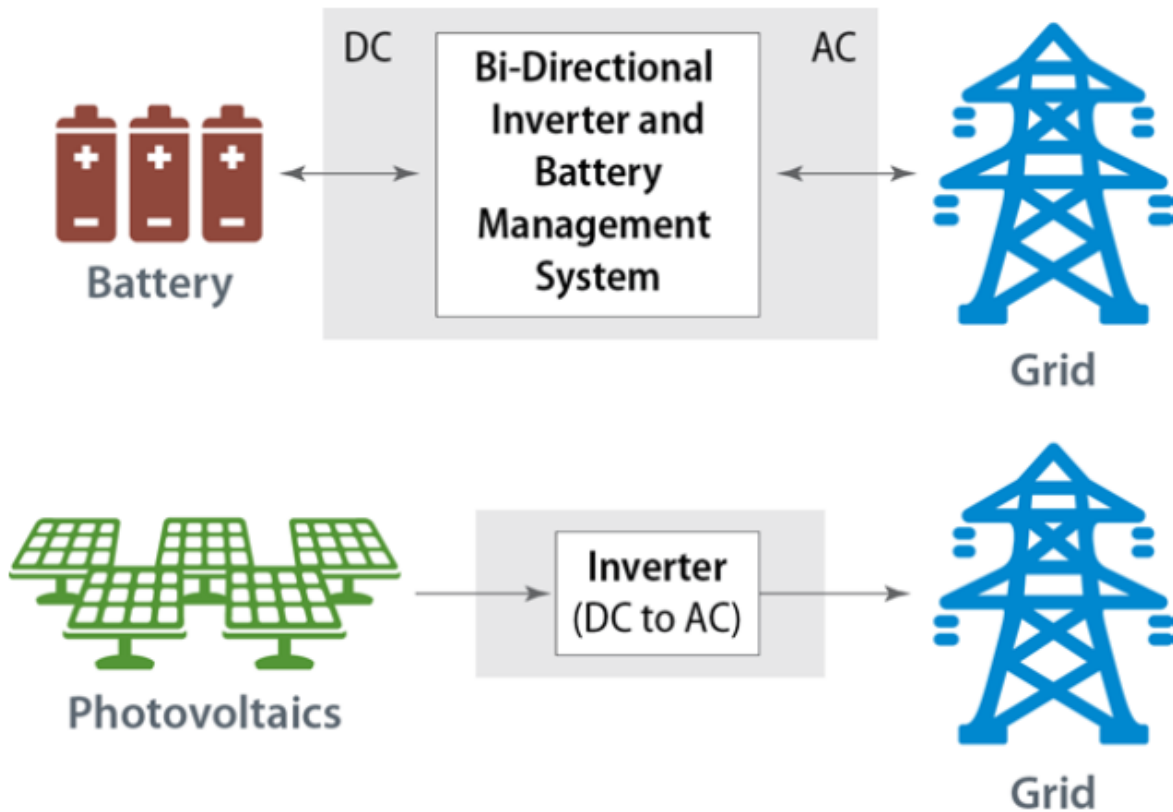 DC
AC
Bi-Directional
Inverter and
Battery
Management
System
Battery
Grid
Inverter
(DC to AC)
Photovoltaics
Grid